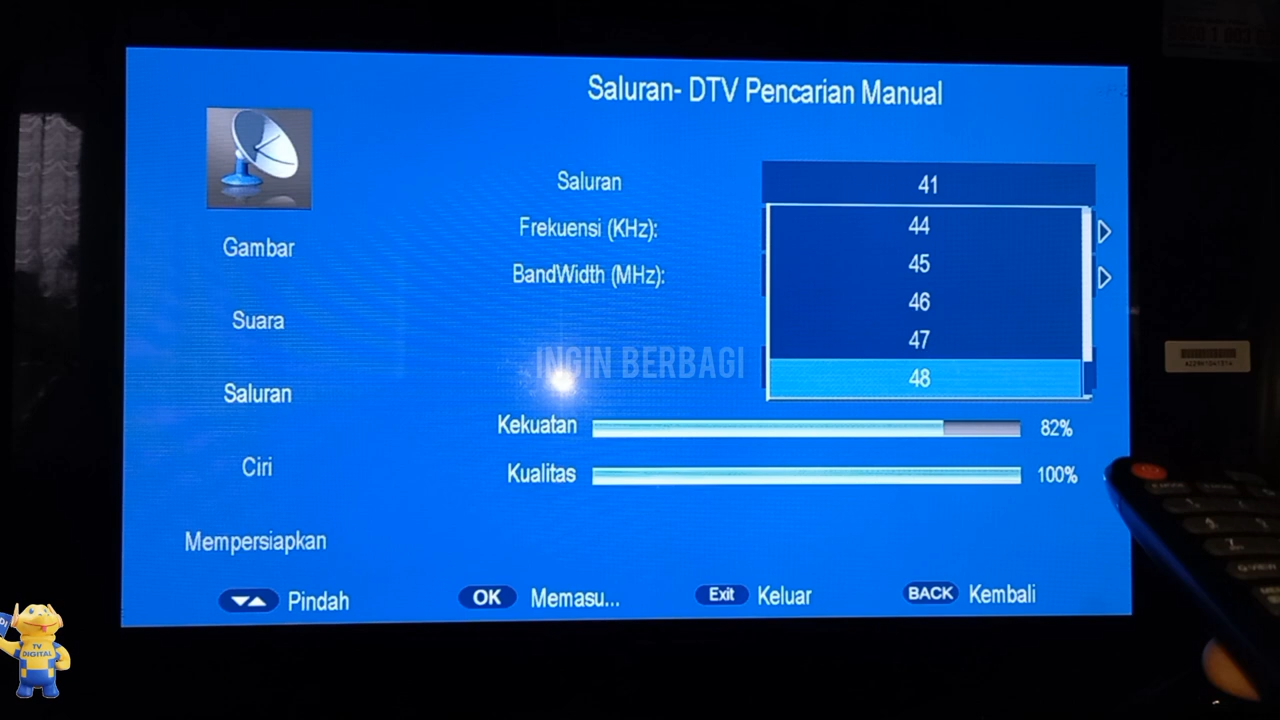 Saluran- DTV Pencarian Manual
Saluran
41
Frekuensi (KHz):
44
45
BandWidth (MHz):
46
47
48
INGIN BERBAGI
Kekuatan
82%
Kualitas
100%
Gambar
Suara
Saluran
Ciri
Mempersiapkan
Pindah
OK Memasu...
Exit Keluar
BACK Kembali
TV
DIGITAL